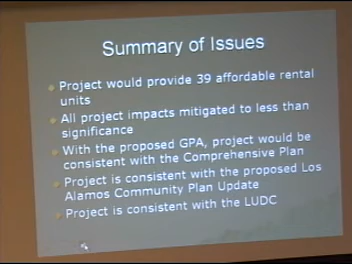 Summary of Issues
Project would provide 39 affordable rental
units
All project impacts mitigated to less than
significance
With the proposed GPA, project would be
consistent with the Comprehensive Plan
Project is consistent with the proposed Los
Alamos Community Plan Update
Project is consistent with the LUDC